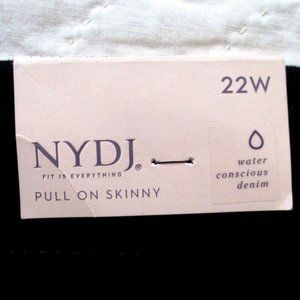 22W
NYDJ®
FIT IS EVERYTHING
PULL ON SKINNY
water
conscious
denim